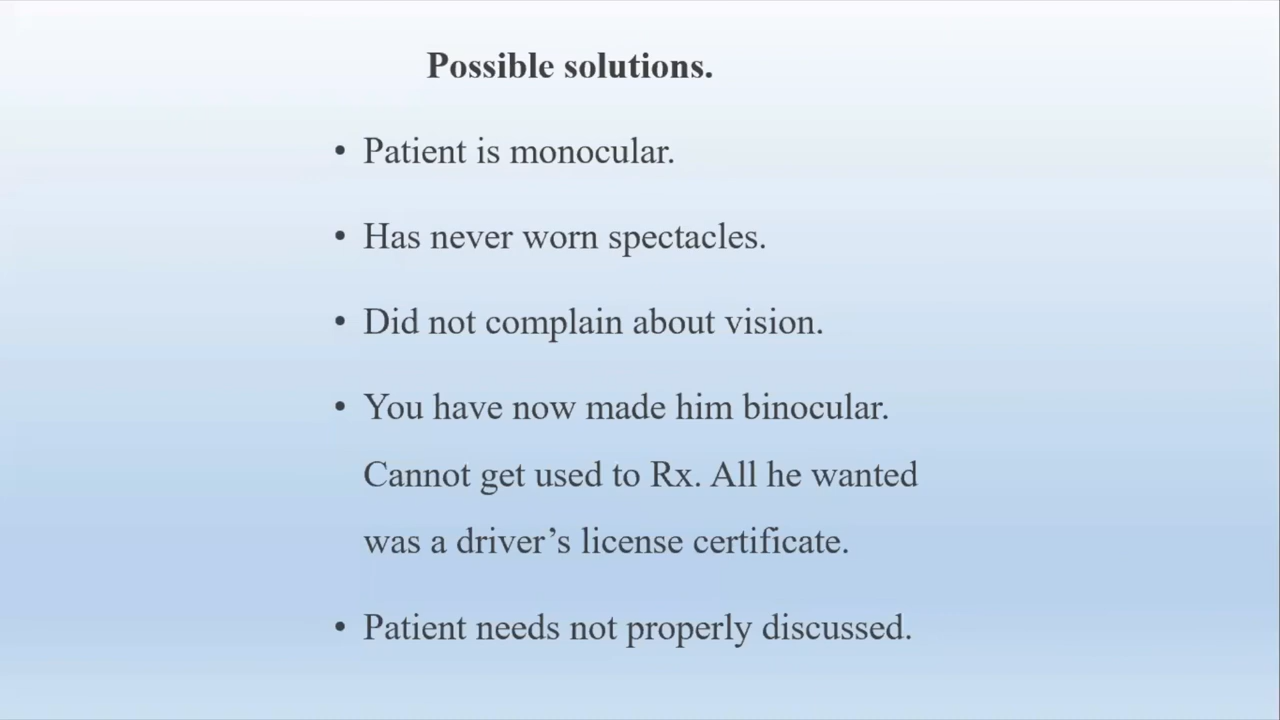 Possible solutions.
• Patient is monocular.
• Has never worn spectacles.
• Did not complain about vision.
• You have now made him binocular.
Cannot get used to Rx. All he wanted
was a driver’s license certificate.
• Patient needs not properly discussed.